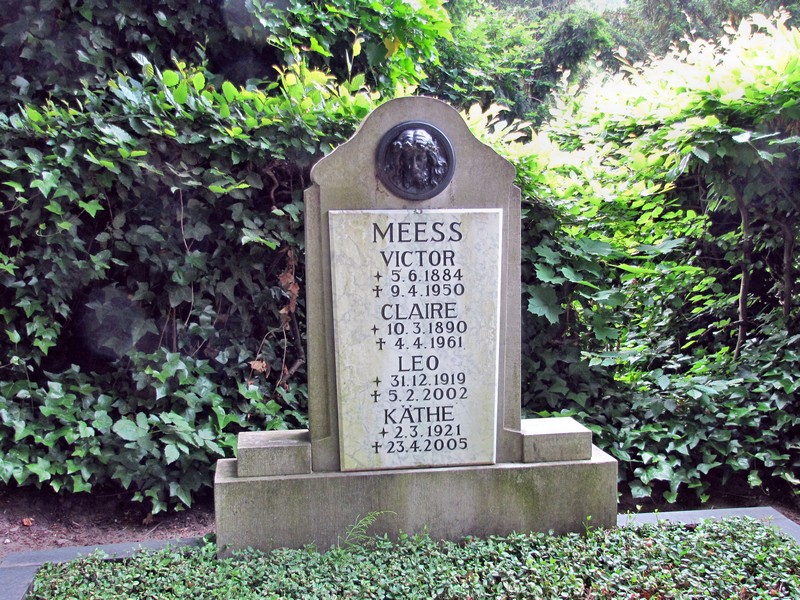 MEESS
VICTOR
✦ 5.6.1884
✝ 9.4.1950
CLAIRE
✦ 10.3.1890
✝ 4.4.1961
LEO
✦ 31.12.1919
✝ 5.2.2002
KÄTHE
✦ 2.3.1921
✝ 23.4.2005